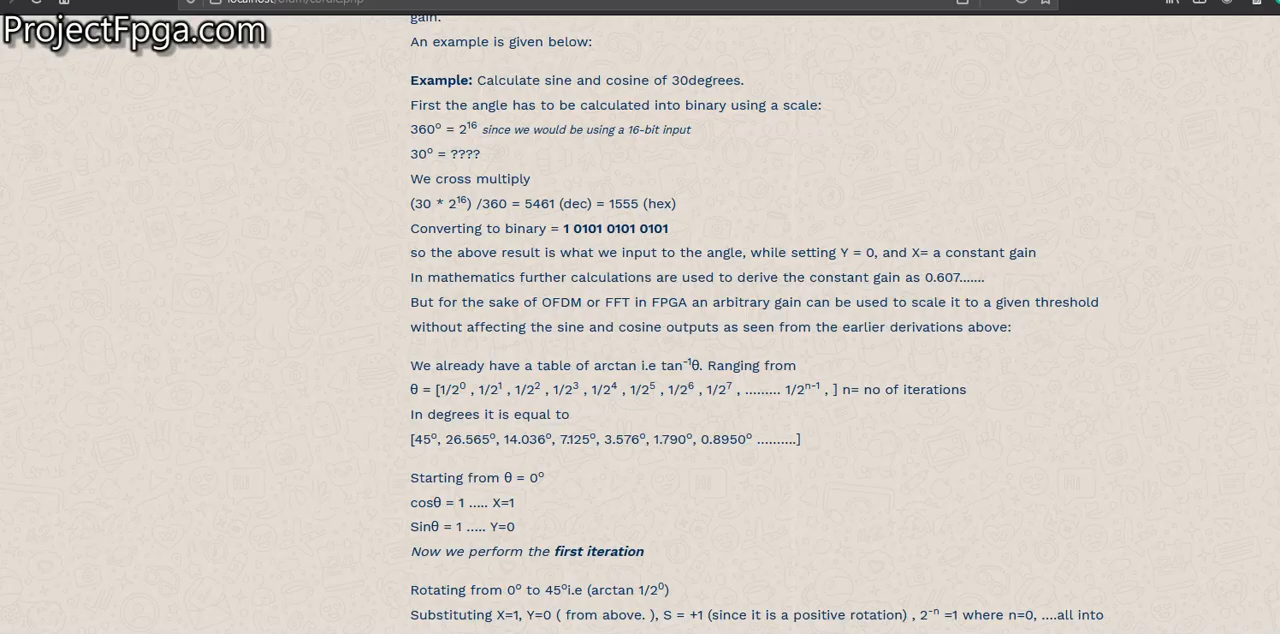 localhost/ofdm/cordic.php
ProjectFpga.com
gain.
An example is given below:
Example: Calculate sine and cosine of 30degrees.
First the angle has to be calculated into binary using a scale:
360° = 2¹⁶ since we would be using a 16-bit input
30° = ????
We cross multiply
(30 * 2¹⁶) /360 = 5461 (dec) = 1555 (hex)
Converting to binary = 1 0101 0101 0101
so the above result is what we input to the angle, while setting Y = 0, and X= a constant gain
In mathematics further calculations are used to derive the constant gain as 0.607.......
But for the sake of OFDM or FFT in FPGA an arbitrary gain can be used to scale it to a given threshold
without affecting the sine and cosine outputs as seen from the earlier derivations above:
We already have a table of arctan i.e tan⁻¹θ. Ranging from
θ = [1/2⁰ , 1/2¹ , 1/2² , 1/2³ , 1/2⁴ , 1/2⁵ , 1/2⁶ , 1/2⁷ , ......... 1/2ⁿ⁻¹ , ] n= no of iterations
In degrees it is equal to
[45°, 26.565°, 14.036°, 7.125°, 3.576°, 1.790°, 0.8950° ..........]
Starting from θ = 0°
cosθ = 1 ..... X=1
Sinθ = 1 ..... Y=0
Now we perform the first iteration
Rotating from 0° to 45°i.e (arctan 1/2⁰)
Substituting X=1, Y=0 ( from above. ), S = +1 (since it is a positive rotation) , 2⁻ⁿ =1 where n=0, ....all into